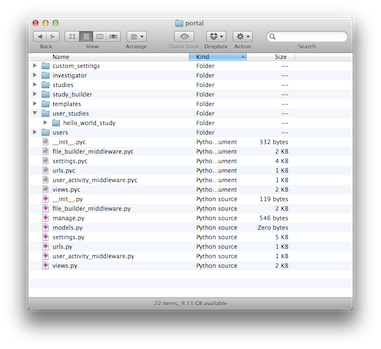 portal
Back View Arrange Quick Look Dropbox Action Search
Name Kind Size
custom_settings Folder --
investigator Folder --
studies Folder --
study_builder Folder --
templates Folder --
user_studies Folder --
hello_world_study Folder --
users Folder --
__init__.pyc Pytho...ument 332 bytes
file_builder_middleware.pyc Pytho...ument 2 KB
settings.pyc Pytho...ument 4 KB
urls.pyc Pytho...ument 1 KB
user_activity_middleware.pyc Pytho...ument 1 KB
views.pyc Pytho...ument 2 KB
__init__.py Python source 119 bytes
file_builder_middleware.py Python source 2 KB
manage.py Python source 546 bytes
models.py Python source Zero bytes
settings.py Python source 5 KB
urls.py Python source 1 KB
user_activity_middleware.py Python source 1 KB
views.py Python source 2 KB
22 items, 9.13 GB available